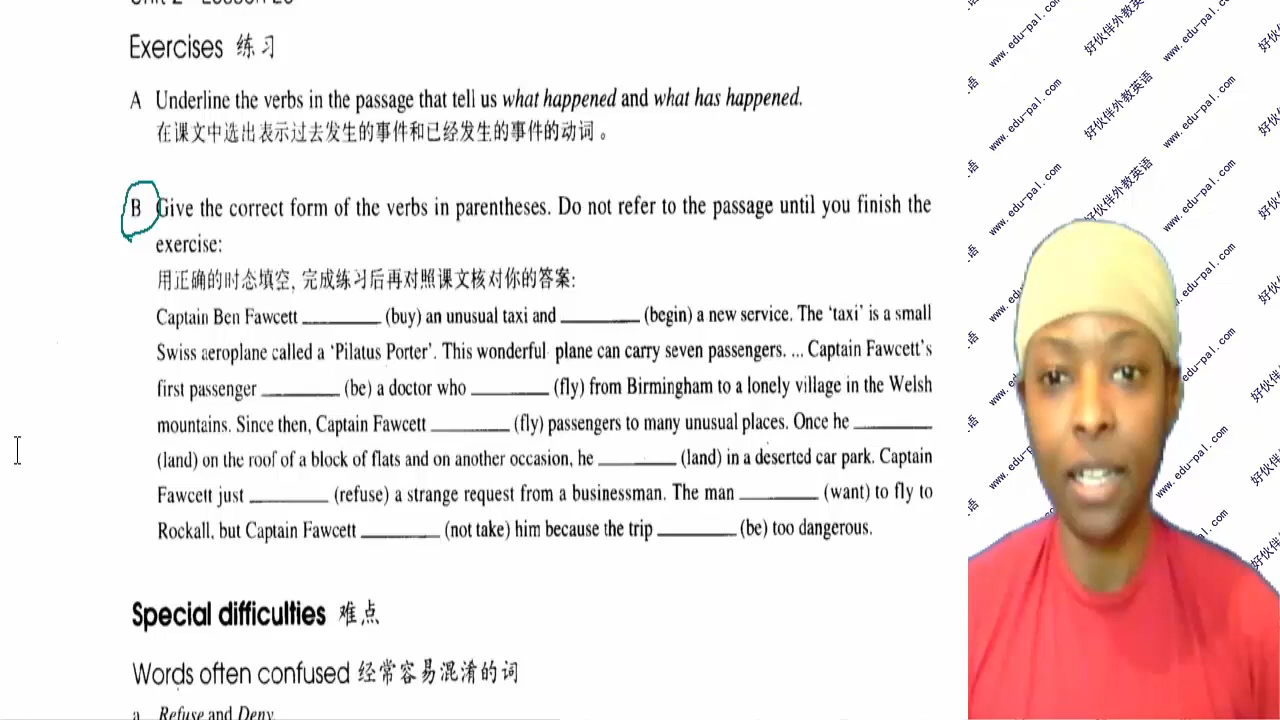 Unit 2 Lesson 29
Exercises 练习
A Underline the verbs in the passage that tell us what happened and what has happened.
在课文中选出表示过去发生的事件和已经发生的事件的动词。
B Give the correct form of the verbs in parentheses. Do not refer to the passage until you finish the
exercise:
用正确的时态填空, 完成练习后再对照课文核对你的答案:
Captain Ben Fawcett ________ (buy) an unusual taxi and ________ (begin) a new service. The ‘taxi’ is a small
Swiss aeroplane called a ‘Pilatus Porter’. This wonderful plane can carry seven passengers. ... Captain Fawcett's
first passenger ________ (be) a doctor who ________ (fly) from Birmingham to a lonely village in the Welsh
mountains. Since then, Captain Fawcett ________ (fly) passengers to many unusual places. Once he ________
(land) on the roof of a block of flats and on another occasion, he ________ (land) in a deserted car park. Captain
Fawcett just ________ (refuse) a strange request from a businessman. The man ________ (want) to fly to
Rockall, but Captain Fawcett ________ (not take) him because the trip ________ (be) too dangerous.
Special difficulties 难点
Words often confused 经常容易混淆的词
a Refuse and Deny.
好伙伴外教英语
www.edu-pal.com